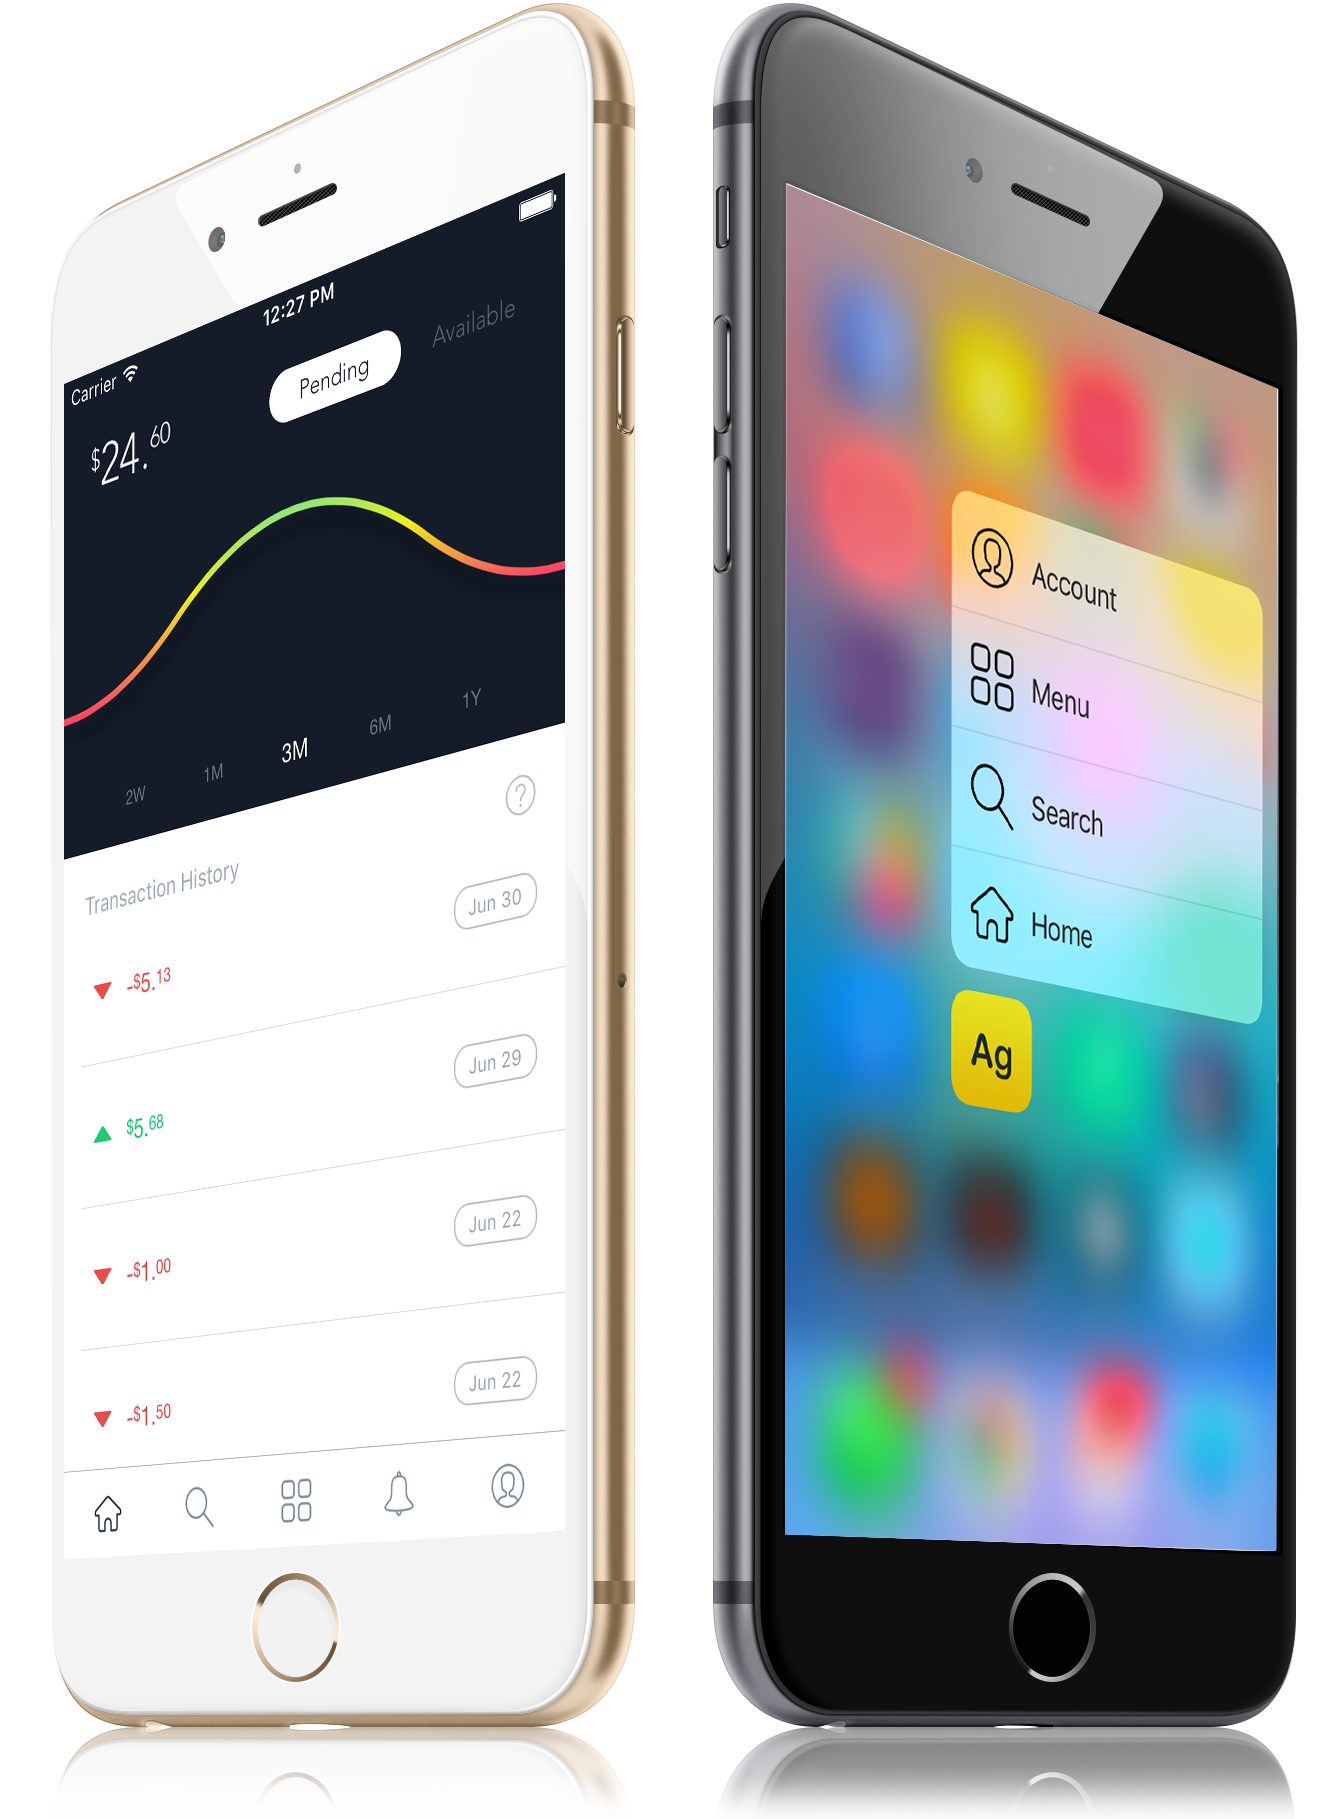 Carrier 12:27 PM
Pending Available
$24.60
2W 1M 3M 6M 1Y
?
Transaction History
Jun 30
-$5.13
Jun 29
$5.68
Jun 22
-$1.00
Jun 22
-$1.50
Account
Menu
Search
Home
Ag